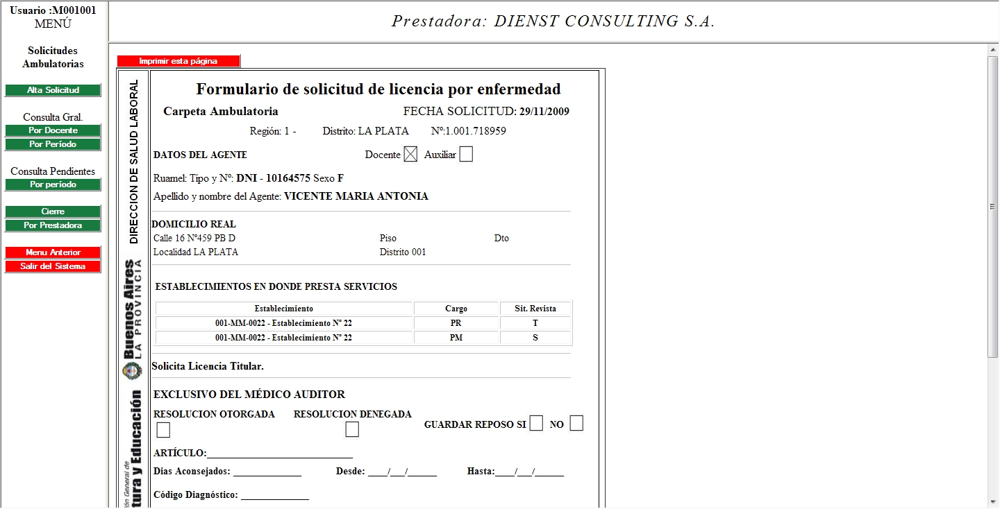 Usuario :M001001
MENÚ
Solicitudes
Ambulatorias
Alta Solicitud
Consulta Gral.
Por Docente
Por Período
Consulta Pendientes
Por período
Cierre
Por Prestadora
Menu Anterior
Salir del Sistema
Prestadora: DIENST CONSULTING S.A.
Imprimir esta página
DIRECCION DE SALUD LABORAL
Buenos Aires
LA PROVINCIA
ón General de
tura y Educación
Formulario de solicitud de licencia por enfermedad
Carpeta Ambulatoria FECHA SOLICITUD: 29/11/2009
Región: 1 - Distrito: LA PLATA Nº:1.001.718959
DATOS DEL AGENTE Docente Auxiliar
Ruamel: Tipo y Nº: DNI - 10164575 Sexo F
Apellido y nombre del Agente: VICENTE MARIA ANTONIA
DOMICILIO REAL
Calle 16 Nº459 PB D Piso Dto
Localidad LA PLATA Distrito 001
ESTABLECIMIENTOS EN DONDE PRESTA SERVICIOS
Establecimiento Cargo Sit. Revista
001-MM-0022 - Establecimiento Nº 22 PR T
001-MM-0022 - Establecimiento Nº 22 PM S
Solicita Licencia Titular.
EXCLUSIVO DEL MÉDICO AUDITOR
RESOLUCION OTORGADA RESOLUCION DENEGADA GUARDAR REPOSO SI NO
ARTÍCULO:______________________________
Dias Aconsejados: ______________ Desde: ____/___/______ Hasta:____/___/______
Código Diagnóstico: ______________